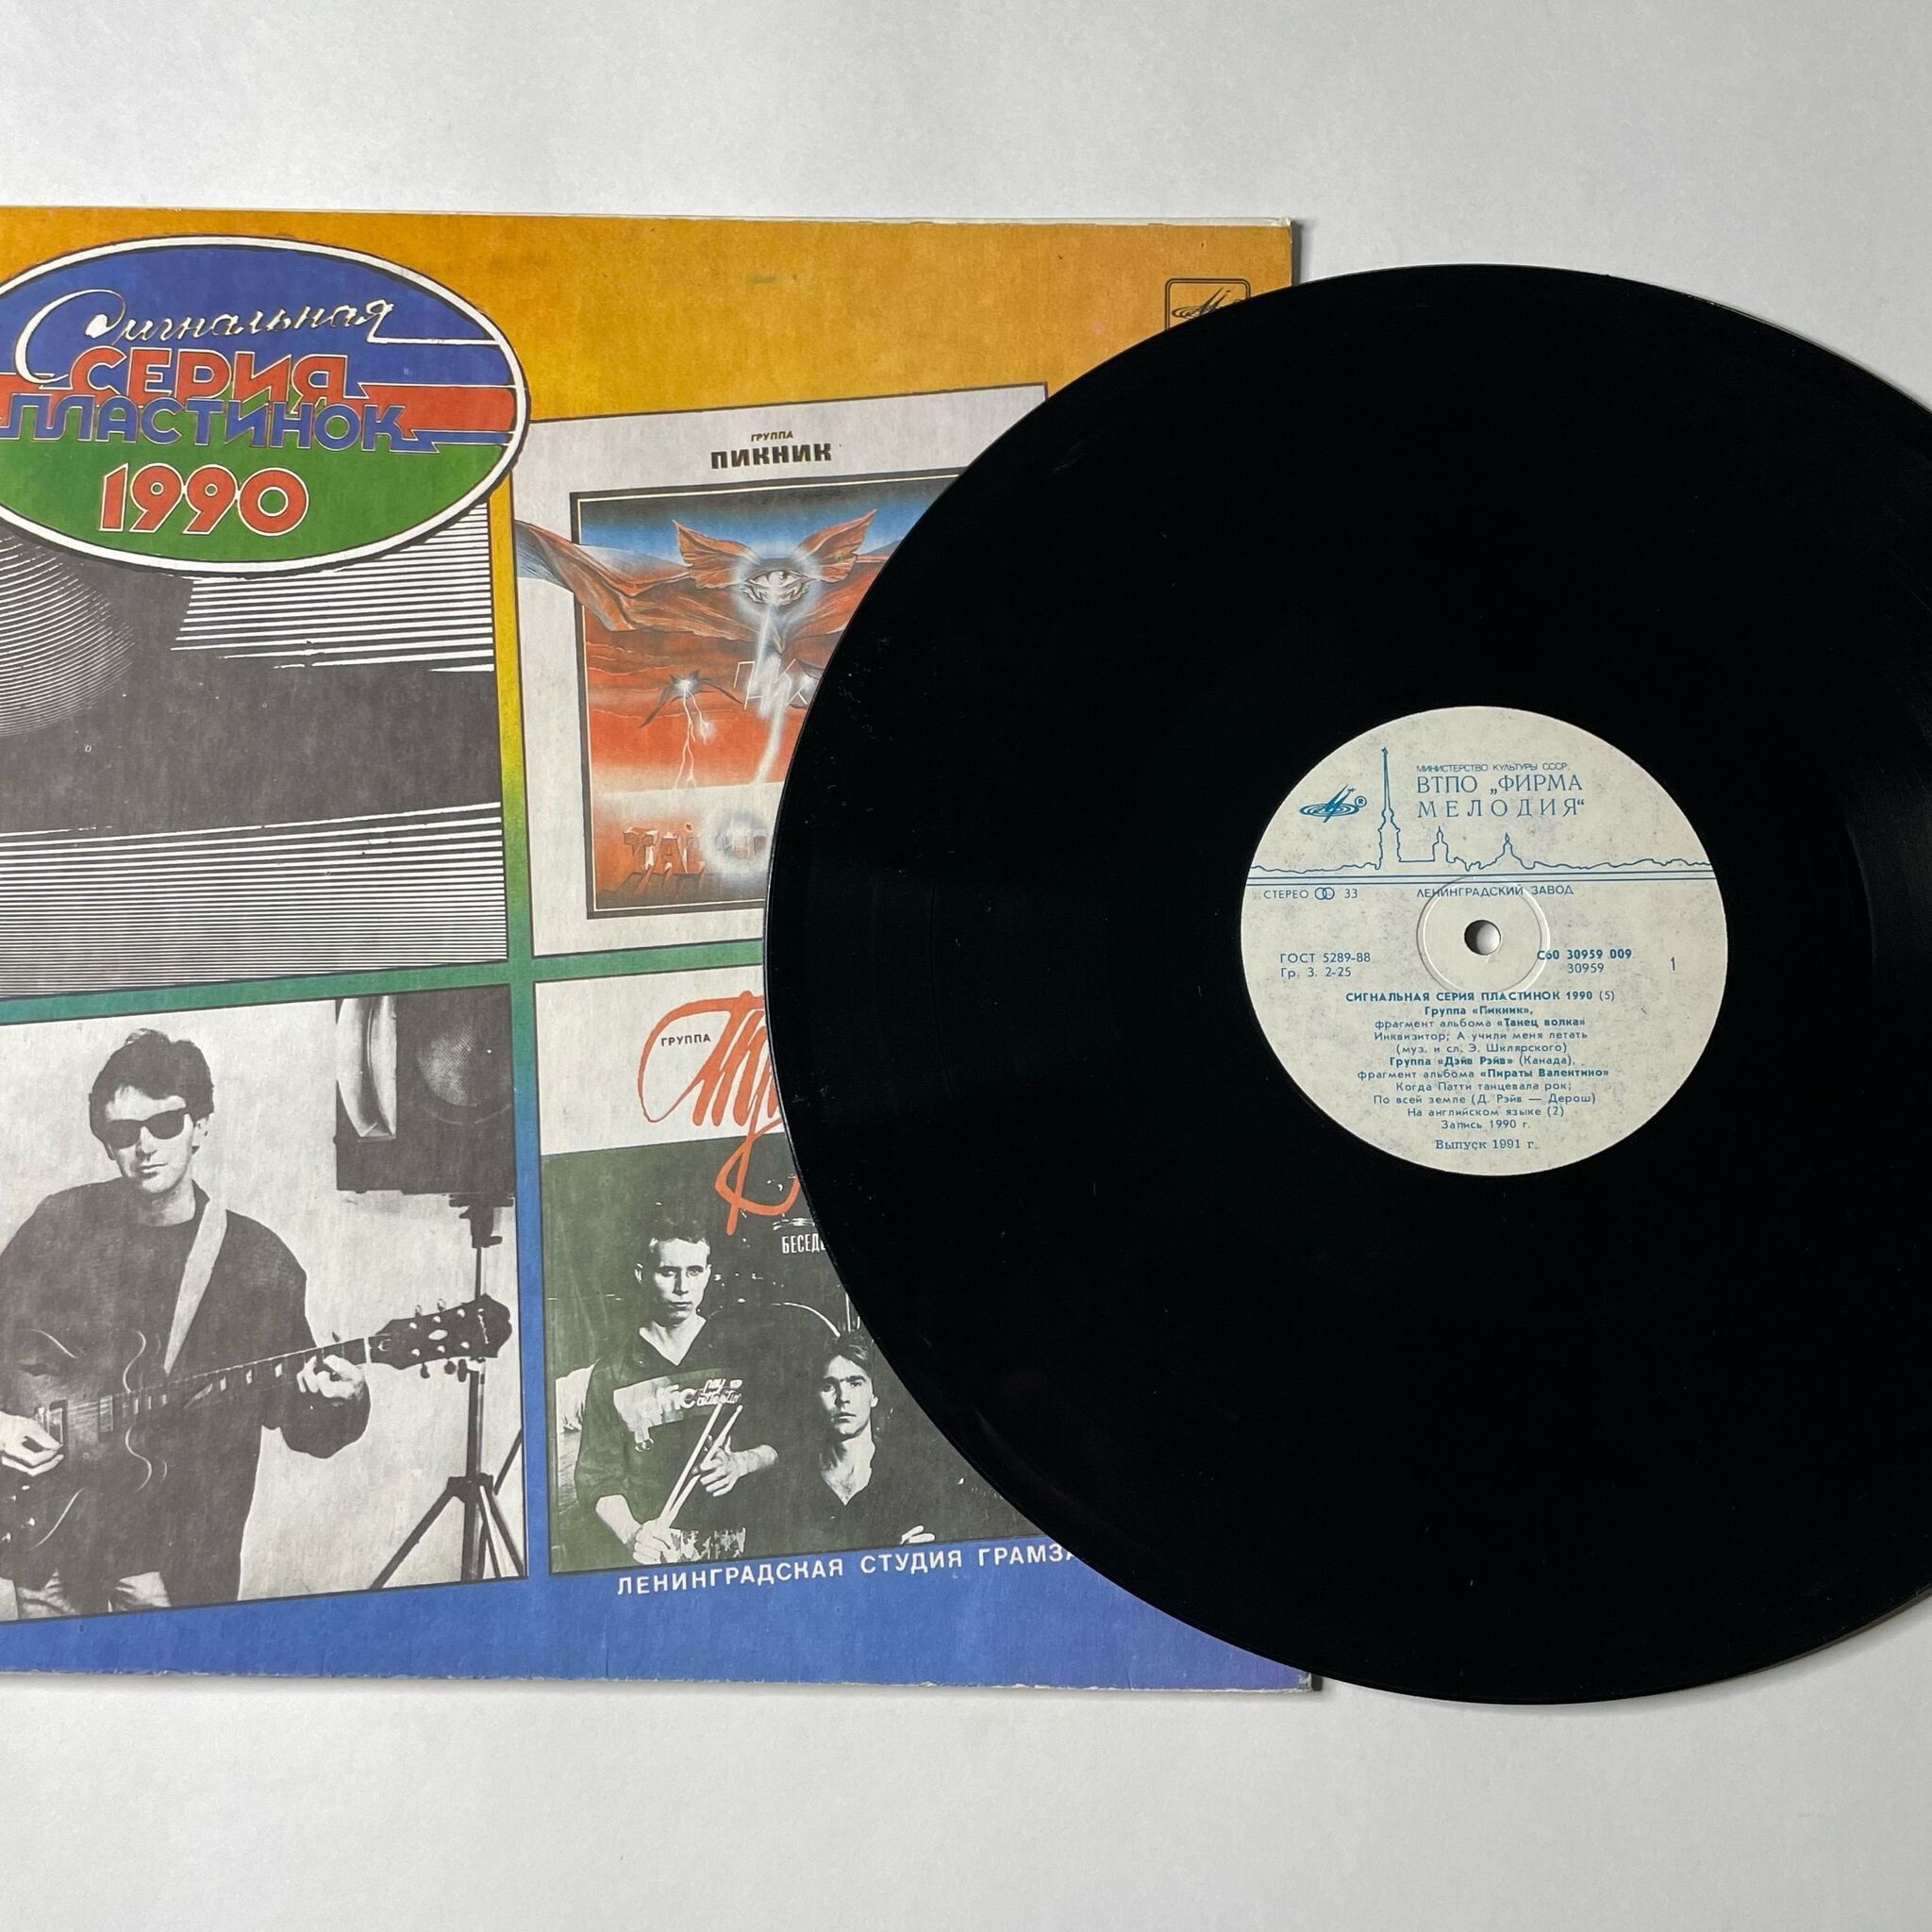 Сигнальная
СЕРИЯ
ПЛАСТИНОК
1990
ГРУППА
ПИКНИК
ГРУППА
БЕСЕД
ЛЕНИНГРАДСКАЯ СТУДИЯ ГРАМЗА
МИНИСТЕРСТВО КУЛЬТУРЫ СССР
ВТПО „ФИРМА
МЕЛОДИЯ“
СТЕРЕО 33 ЛЕНИНГРАДСКИЙ ЗАВОД
ГОСТ 5289-88 С60 30959 009
Гр. 3. 2-25 30959 1
СИГНАЛЬНАЯ СЕРИЯ ПЛАСТИНОК 1990 (5)
Группа «Пикник»,
фрагмент альбома «Танец волка»
Инквизитор; А учили меня летать
(муз. и сл. Э. Шклярского)
Группа «Дэйв Рэйв» (Канада),
фрагмент альбома «Пираты Валентино»
Когда Патти танцевала рок;
По всей земле (Д. Рэйв — Дерош)
На английском языке (2)
Запись 1990 г.
Выпуск 1991 г.